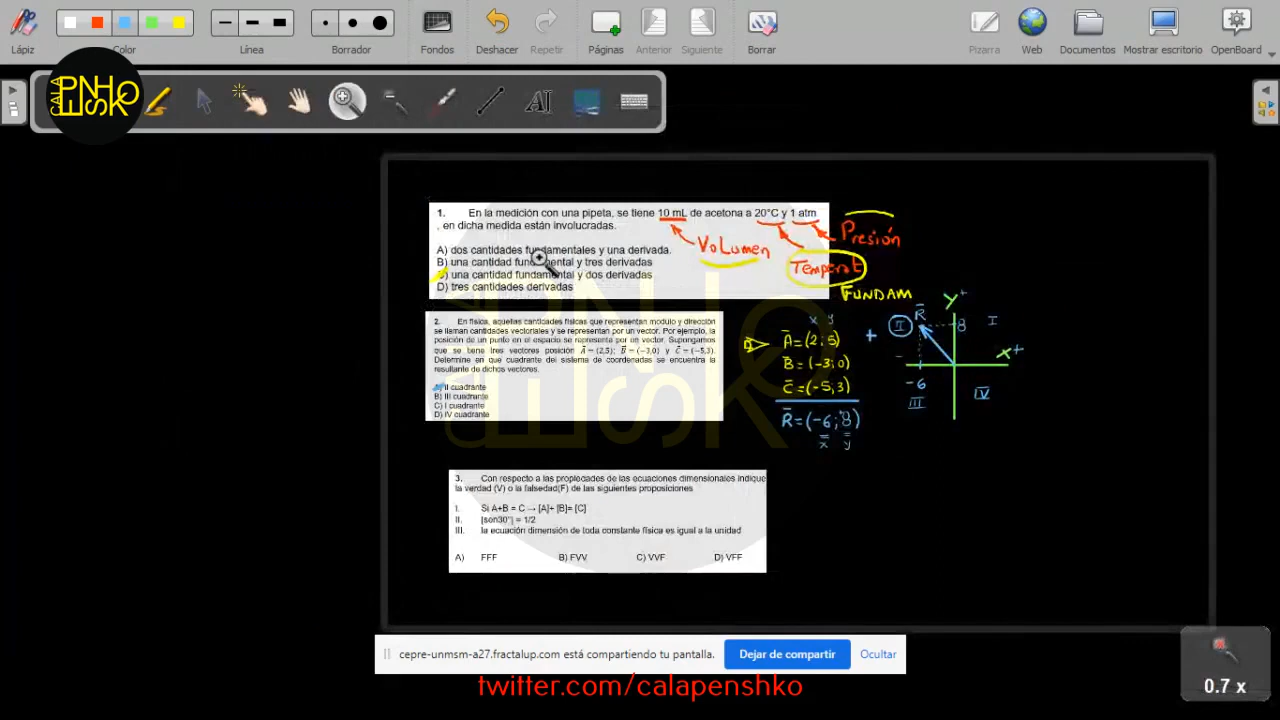 Lápiz
Color
Línea
Borrador
Fondos
Deshacer
Repetir
Páginas
Anterior
Siguiente
Borrar
Pizarra
Web
Documentos
Mostrar escritorio
OpenBoard
CALA
PENSHKO
1. En la medición con una pipeta, se tiene 10 mL de acetona a 20°C y 1 atm
, en dicha medida están involucradas.
A) dos cantidades fundamentales y una derivada.
B) una cantidad fundamental y tres derivadas
C) una cantidad fundamental y dos derivadas
D) tres cantidades derivadas
Volumen
Presión
Temperat
FUNDAM
2. En física, aquellas cantidades físicas que representan modulo y dirección
se llaman cantidades vectoriales y se representan por un vector. Por ejemplo, la
posición de un punto en el espacio se representa por un vector. Supongamos
que se tiene tres vectores posición A⃗ = (2,5); B⃗ = (−3,0) y C⃗ = (−5,3).
Determine en que cuadrante del sistema de coordenadas se encuentra la
resultante de dichos vectores.
A) II cuadrante
B) III cuadrante
C) I cuadrante
D) IV cuadrante
x y
A̅ = (2; 5)
B̅ = (-3; 0)
C̅ = (-5; 3)
R̅ = (-6; 8)
x y
+
y+
II R̅ 8 I
x+
-6
III IV
3. Con respecto a las propiedades de las ecuaciones dimensionales indique
la verdad (V) o la falsedad(F) de las siguientes proposiciones
I. Si A+B = C → [A]+ [B]= [C]
II. [sen30°] = 1/2
III. la ecuación dimensión de toda constante física es igual a la unidad
A) FFF B) FVV C) VVF D) VFF
cepre-unmsm-a27.fractalup.com está compartiendo tu pantalla. Dejar de compartir Ocultar
twitter.com/calapenshko
0.7 x